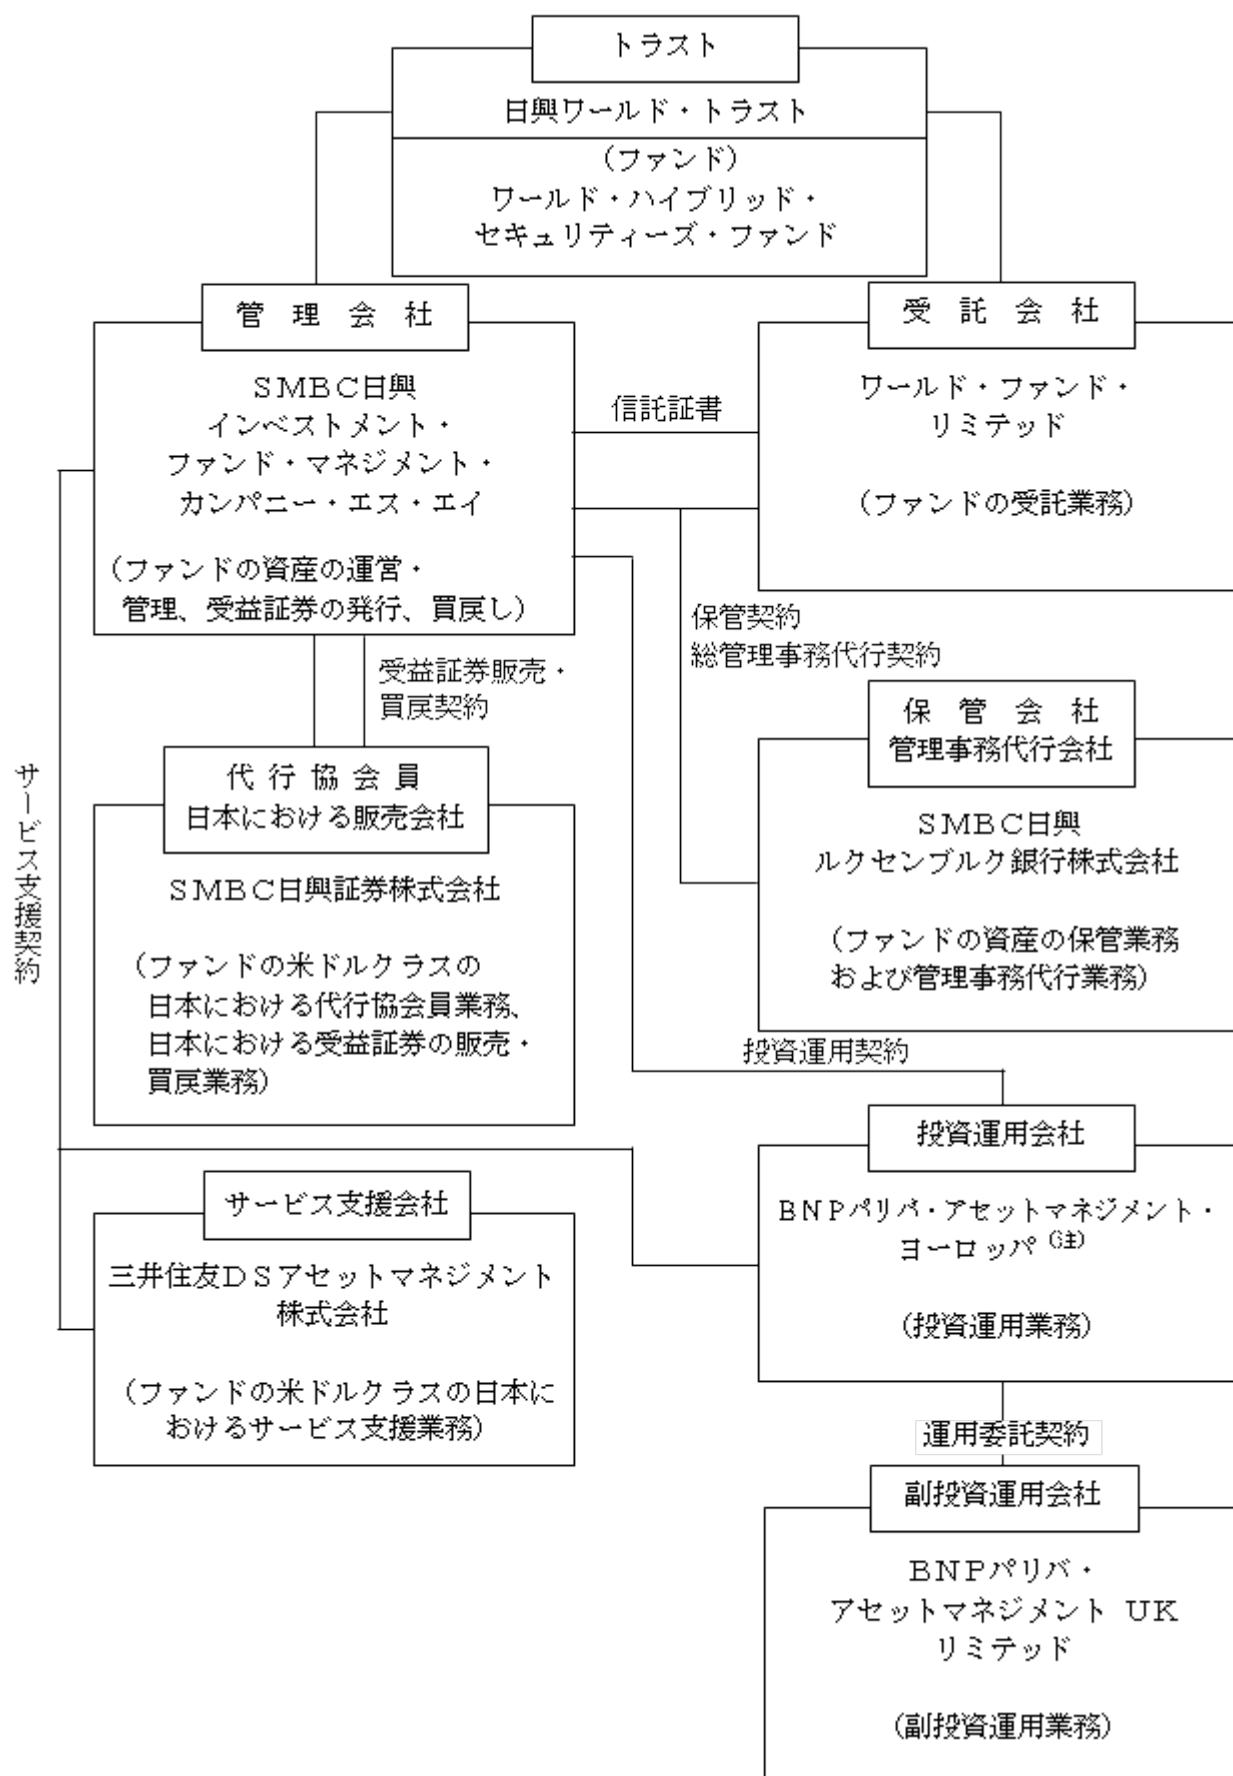 トラスト
日興ワールド・トラスト
(ファンド)
ワールド・ハイブリッド・
セキュリティーズ・ファンド
管 理 会 社
SMBC日興
インベストメント・
ファンド・マネジメント・
カンパニー・エス・エイ
(ファンドの資産の運営・
管理、受益証券の発行、買戻し)
信託証書
受 託 会 社
ワールド・ファンド・
リミテッド
(ファンドの受託業務)
保管契約
総管理事務代行契約
受益証券販売・
買戻契約
保 管 会 社
管理事務代行会社
SMBC日興
ルクセンブルク銀行株式会社
(ファンドの資産の保管業務
および管理事務代行業務)
サービス支援契約
代 行 協 会 員
日本における販売会社
SMBC日興証券株式会社
(ファンドの米ドルクラスの
日本における代行協会員業務、
日本における受益証券の販売・
買戻業務)
投資運用契約
投資運用会社
BNPパリバ・アセットマネジメント・
ヨーロッパ (注)
(投資運用業務)
サービス支援会社
三井住友DSアセットマネジメント
株式会社
(ファンドの米ドルクラスの日本に
おけるサービス支援業務)
運用委託契約
副投資運用会社
BNPパリバ・
アセットマネジメント UK
リミテッド
(副投資運用業務)